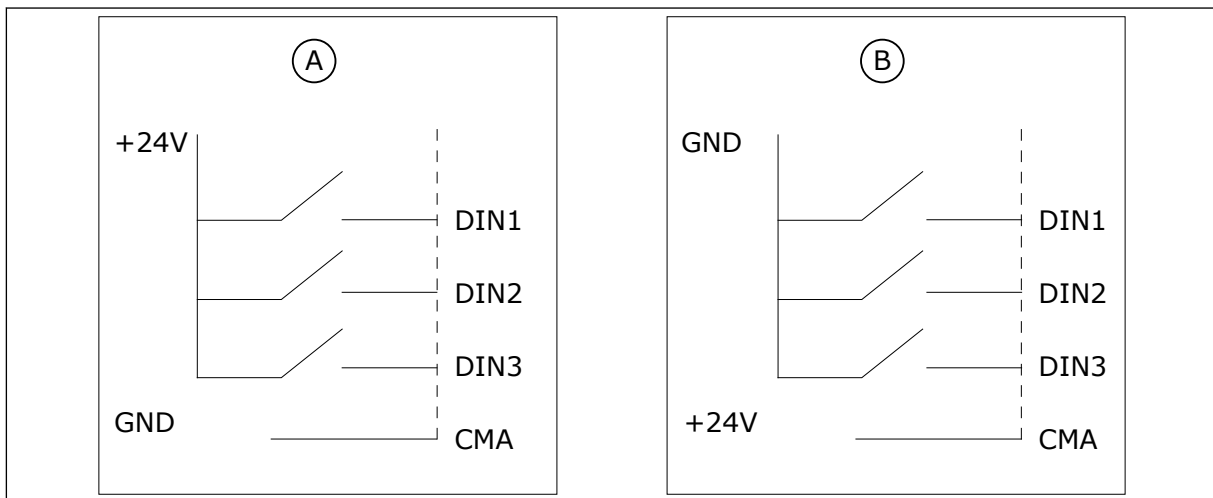 A
+24V
DIN1
DIN2
DIN3
GND
CMA
B
GND
DIN1
DIN2
DIN3
+24V
CMA